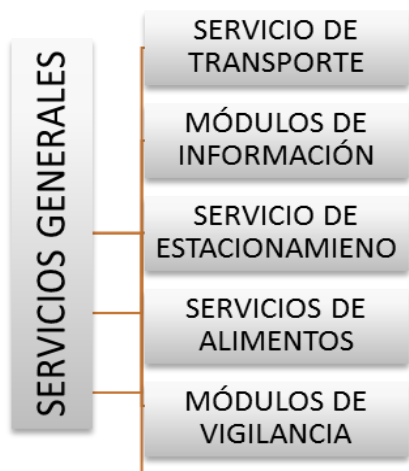 SERVICIOS GENERALES
SERVICIO DE
TRANSPORTE
MÓDULOS DE
INFORMACIÓN
SERVICIO DE
ESTACIONAMIENO
SERVICIOS DE
ALIMENTOS
MÓDULOS DE
VIGILANCIA